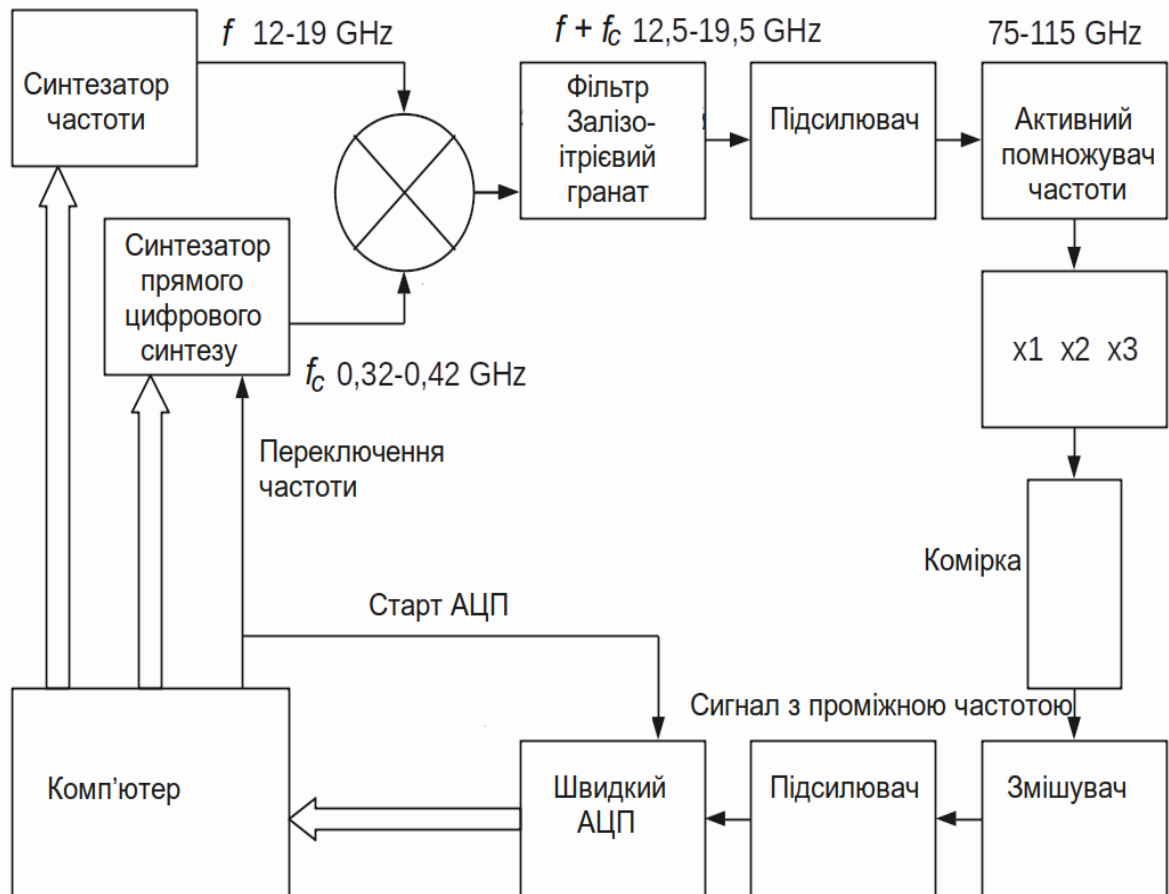 f 12-19 GHz
f + fc 12,5-19,5 GHz
75-115 GHz
Синтезатор
частоти
Фільтр
Залізо-
ітрієвий
гранат
Підсилювач
Активний
помножувач
частоти
Синтезатор
прямого
цифрового
синтезу
fc 0,32-0,42 GHz
x1 x2 x3
Переключення
частоти
Комірка
Старт АЦП
Сигнал з проміжною частотою
Комп’ютер
Швидкий
АЦП
Підсилювач
Змішувач